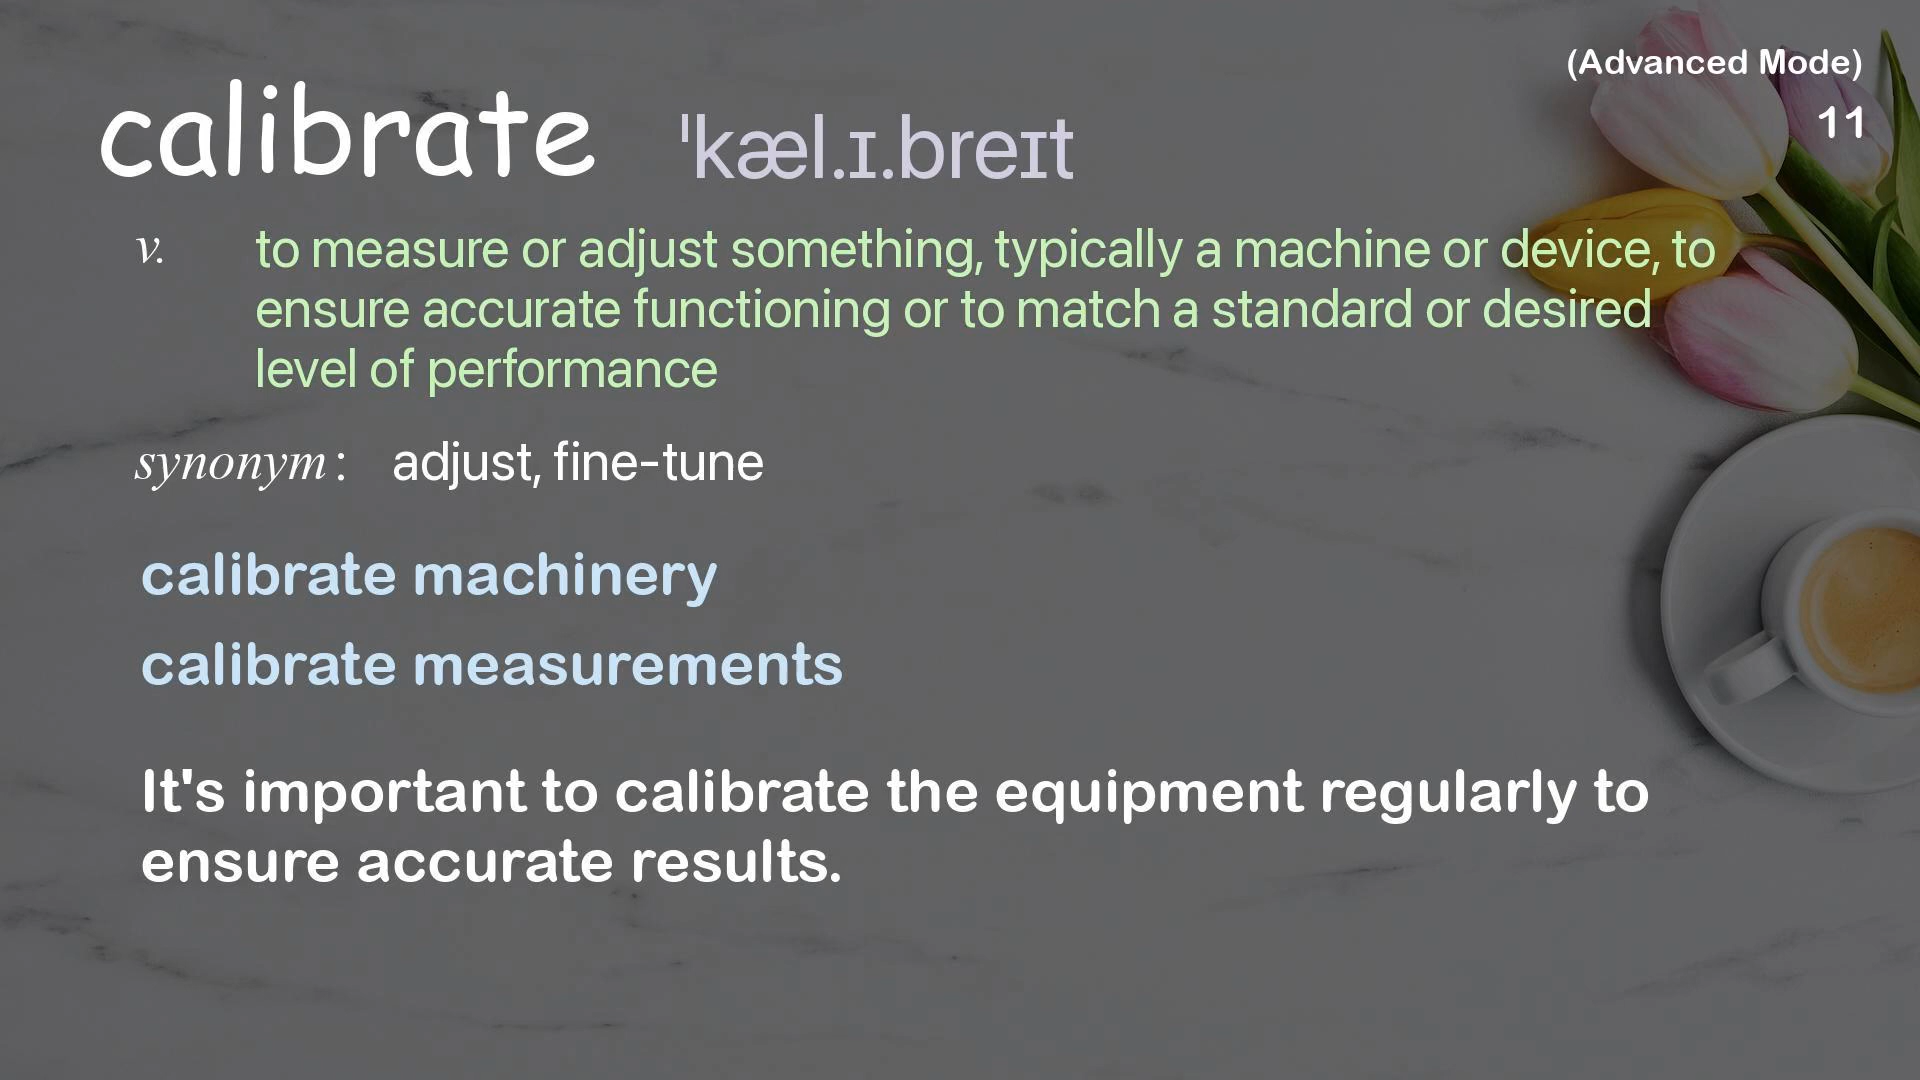 (Advanced Mode)
11
calibrate ˈkæl.ɪ.breɪt
v. to measure or adjust something, typically a machine or device, to
ensure accurate functioning or to match a standard or desired
level of performance
synonym : adjust, fine-tune
calibrate machinery
calibrate measurements
It's important to calibrate the equipment regularly to
ensure accurate results.